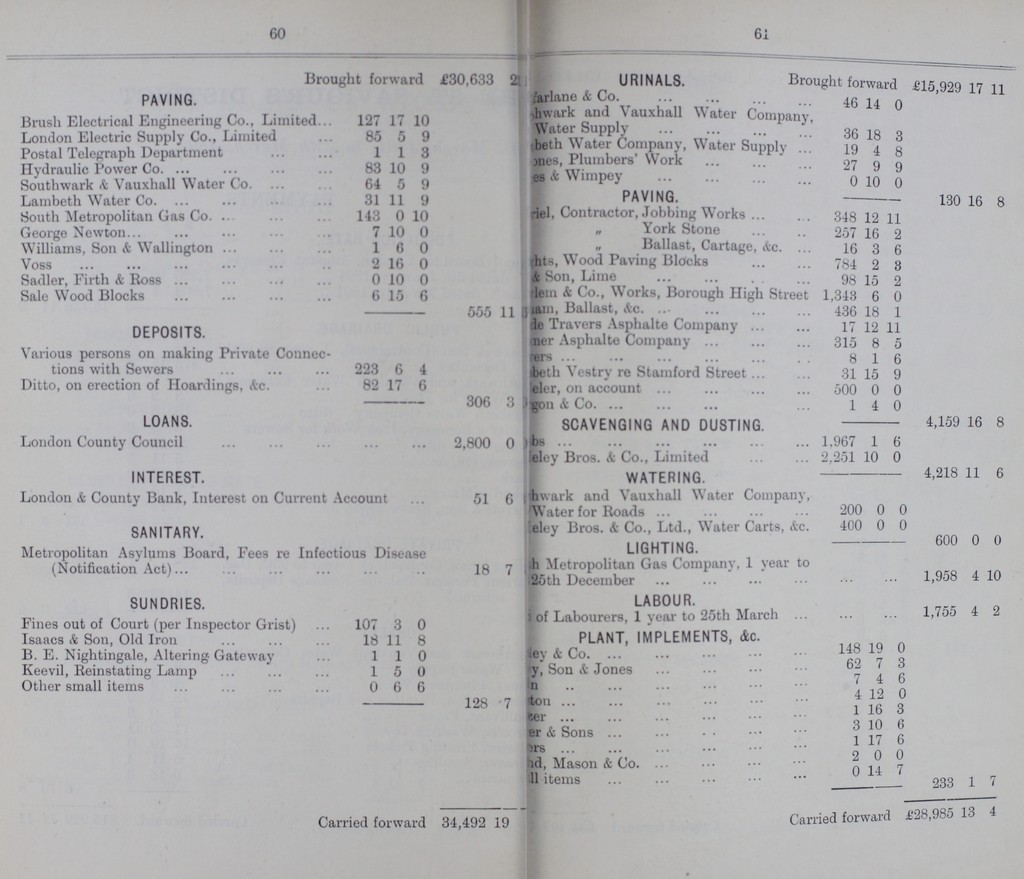 60
Brought forward £30,633 2
PAVING.
Brush Electrical Engineering Co., Limited... 127 17 10
London Electric Supply Co., Limited ... 85 5 9
Postal Telegraph Department ... ... 1 1 3
Hydraulic Power Co. ... ... ... ... 83 10 9
Southwark & Vauxhall Water Co. ... ... 64 5 9
Lambeth Water Co. ... ... ... ... 31 11 9
South Metropolitan Gas Co. ... ... ... 143 0 10
George Newton... ... ... ... ... 7 10 0
Williams, Son & Wallington ... ... ... 1 6 0
Voss ... ... ... ... ... ... 2 16 0
Sadler, Firth & Ross ... ... ... ... 0 10 0
Sale Wood Blocks ... ... ... ... 6 15 6
555 11
DEPOSITS.
Various persons on making Private Connec-
tions with Sewers ... ... ... 223 6 4
Ditto, on erection of Hoardings, &c. ... 82 17 6
306 3
LOANS.
London County Council ... ... ... ... ... 2,800 0
INTEREST.
London & County Bank, Interest on Current Account ... 51 6
SANITARY.
Metropolitan Asylums Board, Fees re Infectious Disease
(Notification Act)... ... ... ... ... ... 18 7
SUNDRIES.
Fines out of Court (per Inspector Grist) ... 107 3 0
Isaacs & Son, Old Iron ... ... ... 18 11 8
B. E. Nightingale, Altering Gateway ... 1 1 0
Keevil, Reinstating Lamp ... ... ... 1 5 0
Other small items ... ... ... ... 0 6 6
128 7
Carried forward 34,492 19
61
URINALS. Brought forward £15,929 17 11
farlane & Co. ... ... ... ... 46 14 0
hwark and Vauxhall Water Company,
Water Supply ... ... ... ... 36 18 3
beth Water Company, Water Supply ... 19 4 8
ones, Plumbers' Work ... ... ... 27 9 9
es & Wimpey ... ... ... ... 0 10 0
130 16 8
PAVING.
riel, Contractor, Jobbing Works ... ... 348 12 11
„ York Stone ... ... 257 16 2
„ Ballast, Cartage, &c. ... 16 3 6
hts, Wood Paving Blocks ... ... 784 2 3
& Son, Lime ... ... ... ... 98 15 2
lem & Co., Works, Borough High Street 1,343 6 0
am, Ballast, &c. ... ... ... ... 436 18 1
de Travers Asphalte Company ... ... 17 12 11
ner Asphalte Company ... ... ... 315 8 5
ers ... ... ... ... ... 8 1 6
beth Vestry re Stamford Street ... ... 31 15 9
eler, on account ... ... ... ... 500 0 0
gon & Co. ... ... ... ... 1 4 0
4,159 16 8
SCAVENGING AND DUSTING.
bs ... ... ... ... ... ... 1,967 1 6
eley Bros. & Co., Limited ... ... 2,251 10 0
4,218 11 6
WATERING.
hwark and Vauxhall Water Company,
Water for Roads ... ... ... ... 200 0 0
eley Bros. & Co., Ltd., Water Carts, &c. 400 0 0
600 0 0
LIGHTING.
h Metropolitan Gas Company, 1 year to
25th December ... ... ... ... ... ... 1,958 4 10
LABOUR.
of Labourers, 1 year to 25th March ... ... ... 1,755 4 2
PLANT, IMPLEMENTS, &c.
ley & Co. ... ... ... ... ... 148 19 0
y, Son & Jones ... ... ... ... 62 7 3
n ... ... ... ... ... 7 4 6
ton ... ... ... ... ... 4 12 0
er ... ... ... ... ... 1 16 3
er & Sons ... ... ... ... 3 10 6
ers ... ... ... ... ... 1 17 6
nd, Mason & Co. ... ... ... ... 2 0 0
ll items ... ... ... ... 0 14 7
233 1 7
Carried forward £28,985 13 4